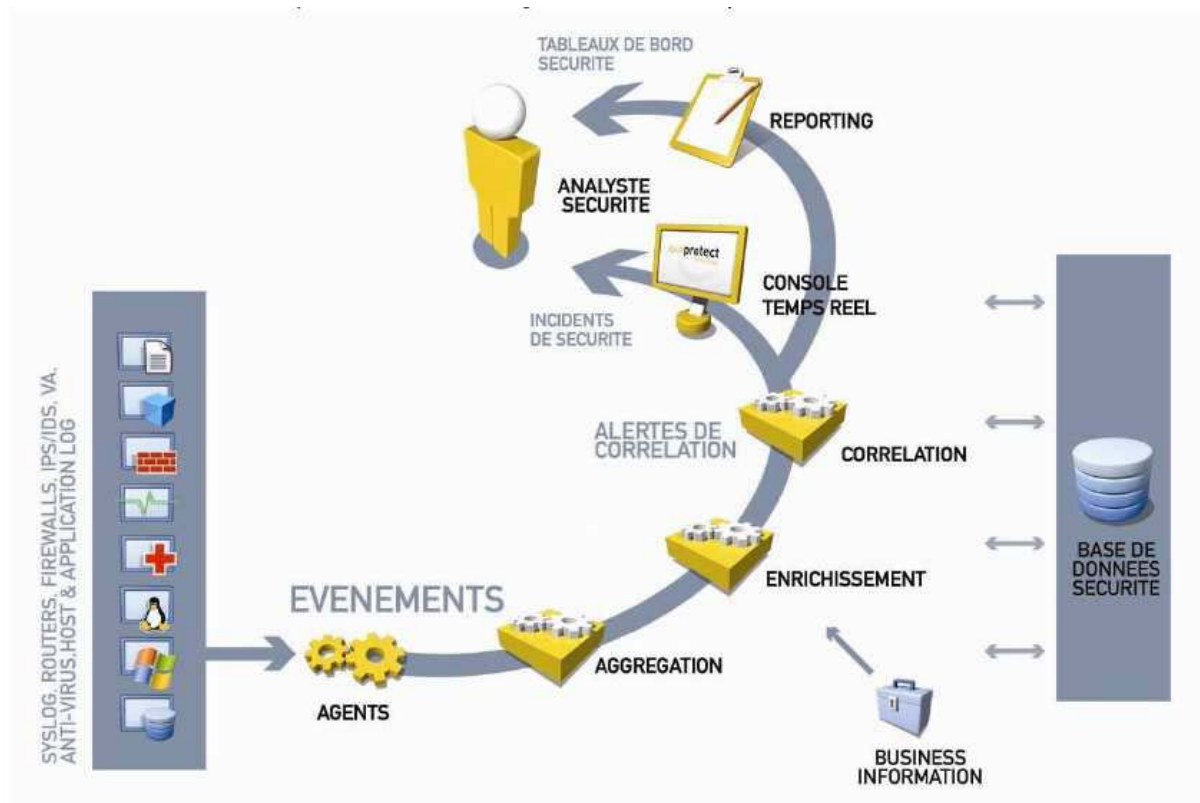 TABLEAUX DE BORD
SECURITE
REPORTING
ANALYSTE
SECURITE
protect
CONSOLE
TEMPS REEL
INCIDENTS
DE SECURITE
ALERTES DE
CORRELATION
CORRELATION
ENRICHISSEMENT
BASE DE
DONNEES
SECURITE
EVENEMENTS
AGGREGATION
AGENTS
BUSINESS
INFORMATION
SYSLOG, ROUTERS, FIREWALLS, IPS/IDS, VA,
ANTI-VIRUS,HOST & APPLICATION LOG